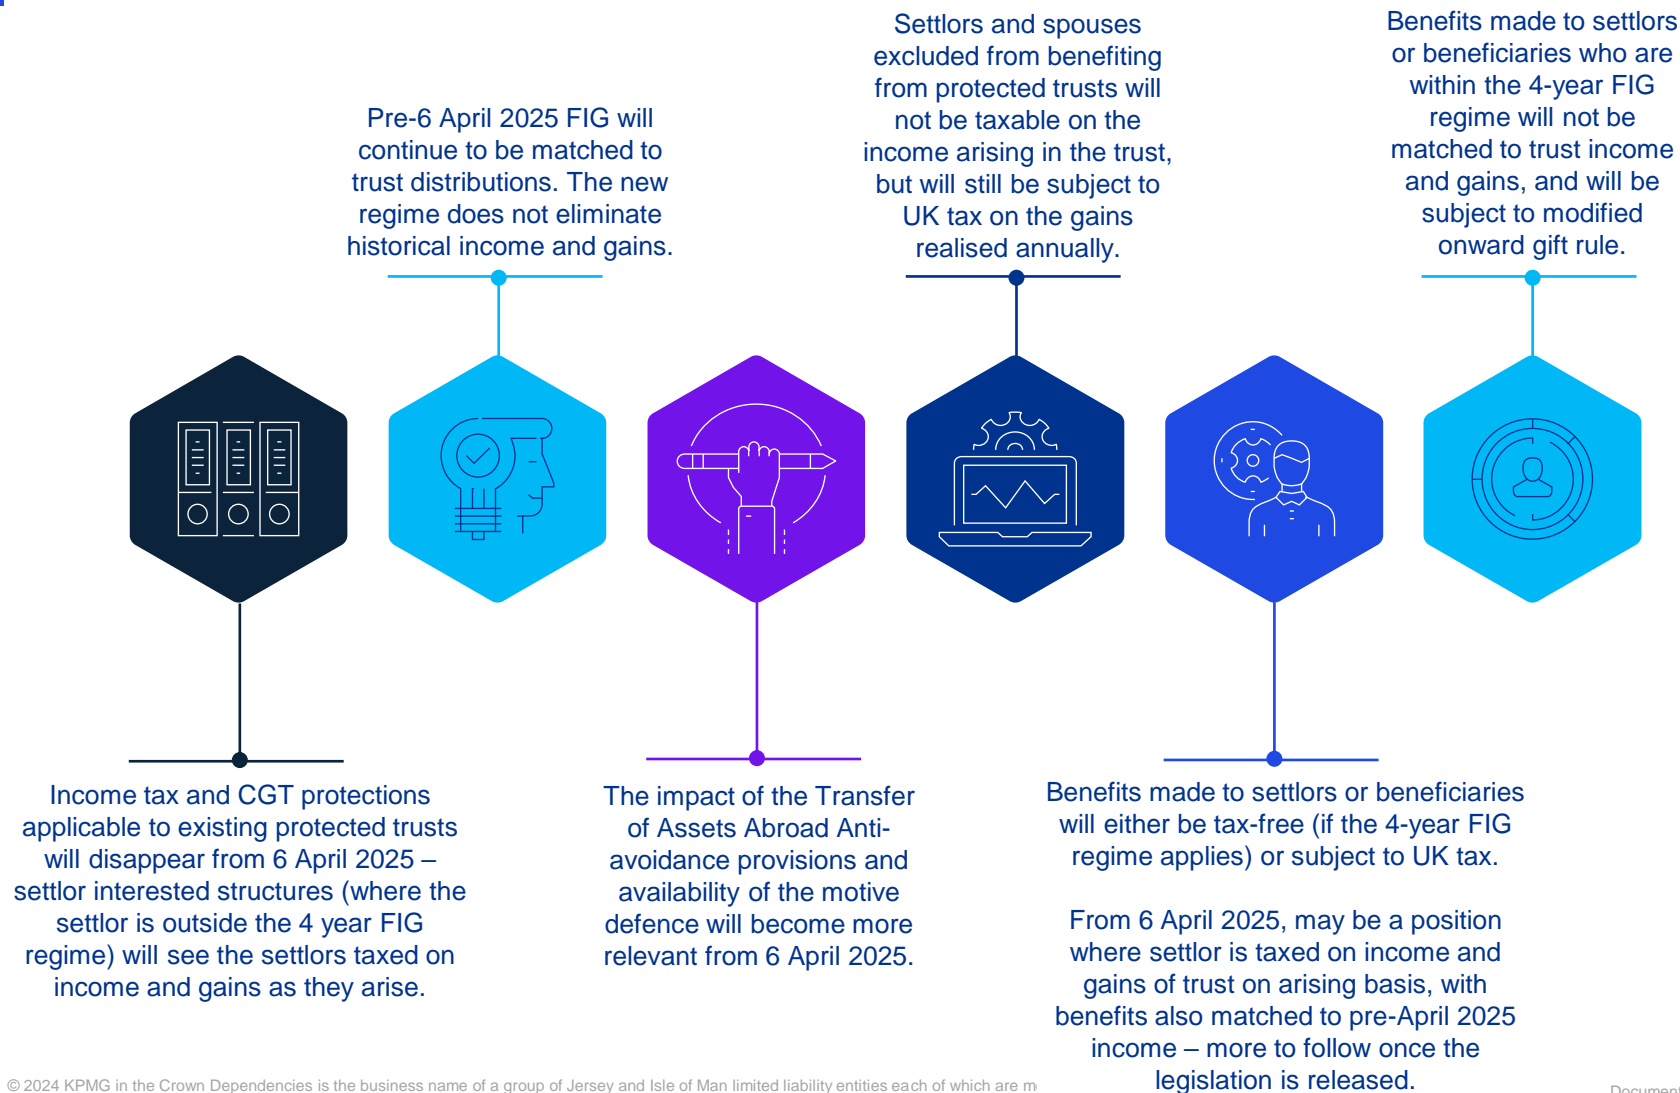 Income tax and CGT protections
applicable to existing protected trusts
will disappear from 6 April 2025 –
settlor interested structures (where the
settlor is outside the 4 year FIG
regime) will see the settlors taxed on
income and gains as they arise.
Pre-6 April 2025 FIG will
continue to be matched to
trust distributions. The new
regime does not eliminate
historical income and gains.
The impact of the Transfer
of Assets Abroad Anti-
avoidance provisions and
availability of the motive
defence will become more
relevant from 6 April 2025.
Settlors and spouses
excluded from benefiting
from protected trusts will
not be taxable on the
income arising in the trust,
but will still be subject to
UK tax on the gains
realised annually.
Benefits made to settlors or beneficiaries
will either be tax-free (if the 4-year FIG
regime applies) or subject to UK tax.
From 6 April 2025, may be a position
where settlor is taxed on income and
gains of trust on arising basis, with
benefits also matched to pre-April 2025
income – more to follow once the
legislation is released.
Benefits made to settlors
or beneficiaries who are
within the 4-year FIG
regime will not be
matched to trust income
and gains, and will be
subject to modified
onward gift rule.
© 2024 KPMG in the Crown Dependencies is the business name of a group of Jersey and Isle of Man limited liability entities each of which are
Document